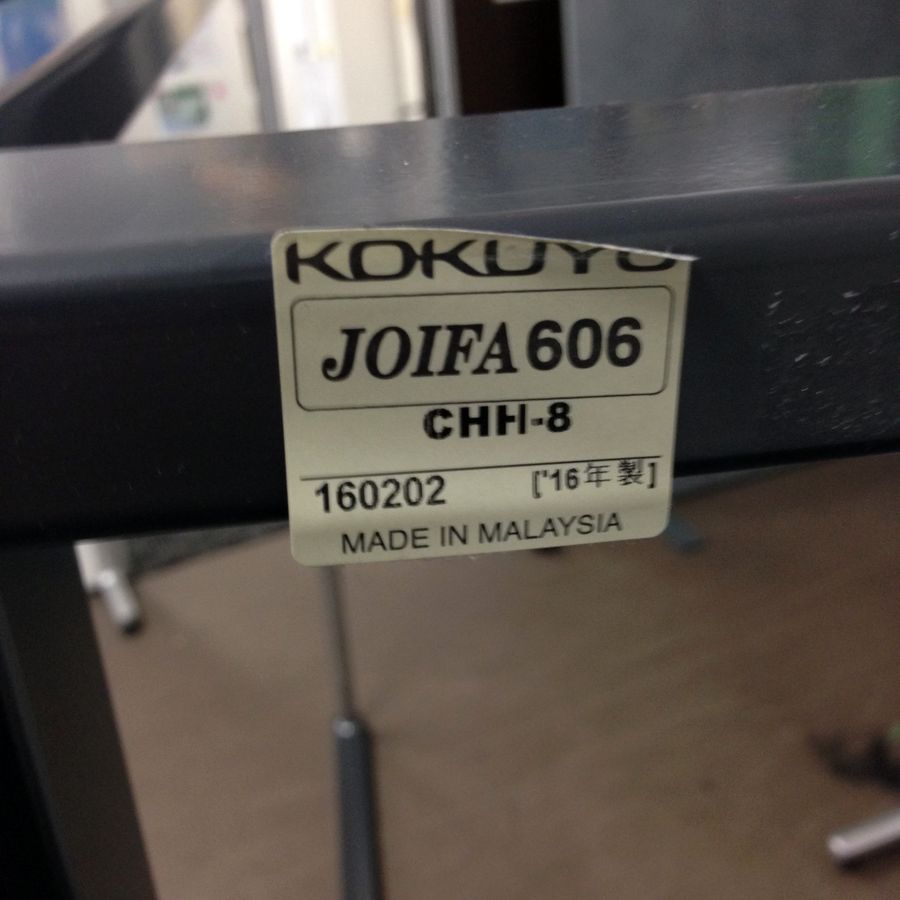 KOKUYO
JOIFA 606
CHH-8
160202 ['16年製]
MADE IN MALAYSIA